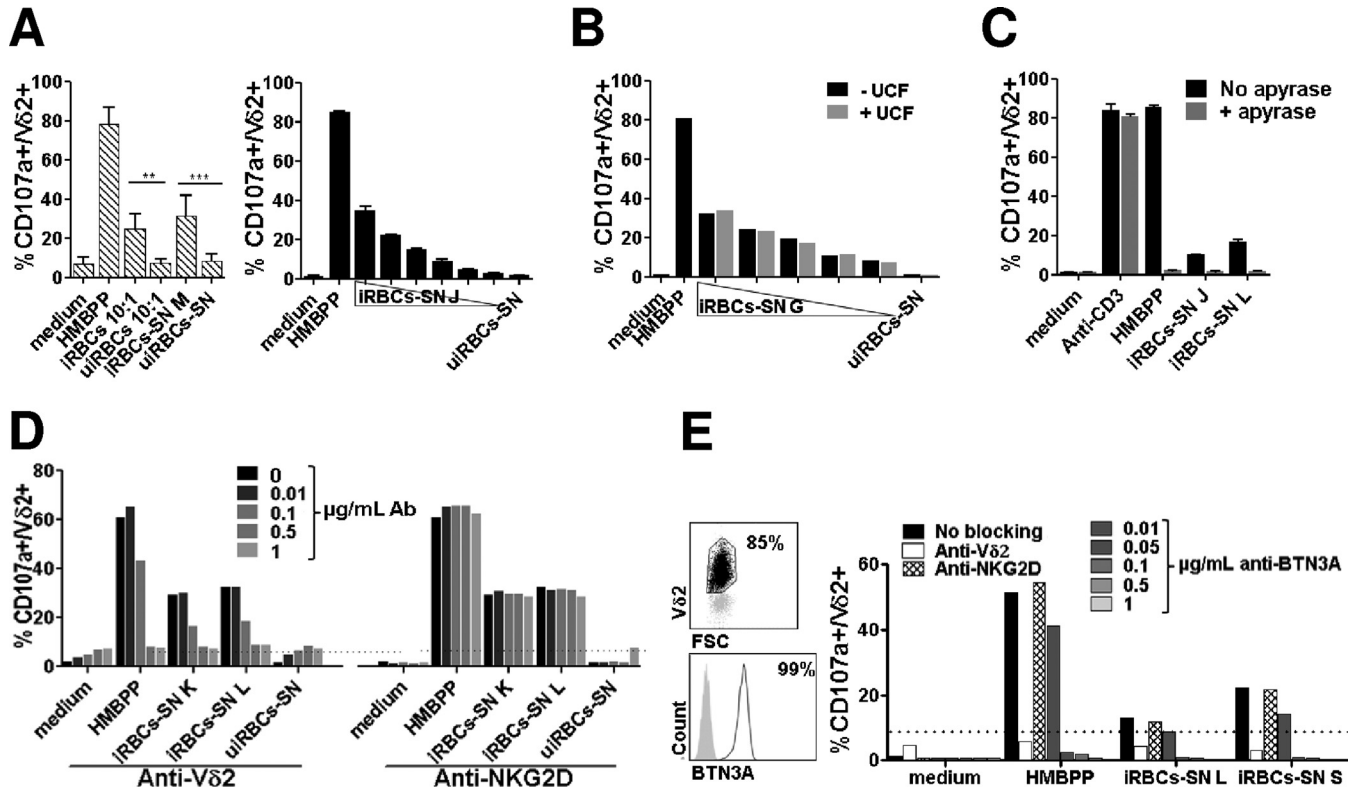 A
B
C
% CD107a+/Vδ2+
100
80
60
40
20
0
**
***
medium
HMBPP
iRBCs 10:1
uiRBCs 10:1
iRBCs-SN M
uiRBCs-SN
% CD107a+/Vδ2+
100
80
60
40
20
0
medium
HMBPP
iRBCs-SN J
uiRBCs-SN
% CD107a+/Vδ2+
100
80
60
40
20
0
- UCF
+ UCF
medium
HMBPP
iRBCs-SN G
uiRBCs-SN
% CD107a+/Vδ2+
100
80
60
40
20
0
No apyrase
+ apyrase
medium
Anti-CD3
HMBPP
iRBCs-SN J
iRBCs-SN L
D
% CD107a+/Vδ2+
80
60
40
20
0
0
0.01
0.1
0.5
1
μg/mL Ab
medium
HMBPP
iRBCs-SN K
iRBCs-SN L
uiRBCs-SN
Anti-Vδ2
medium
HMBPP
iRBCs-SN K
iRBCs-SN L
uiRBCs-SN
Anti-NKG2D
E
85%
Vδ2
FSC
99%
Count
BTN3A
No blocking
Anti-Vδ2
Anti-NKG2D
0.01
0.05
0.1
0.5
1
μg/mL anti-BTN3A
% CD107a+/Vδ2+
60
40
20
0
medium
HMBPP
iRBCs-SN L
iRBCs-SN S